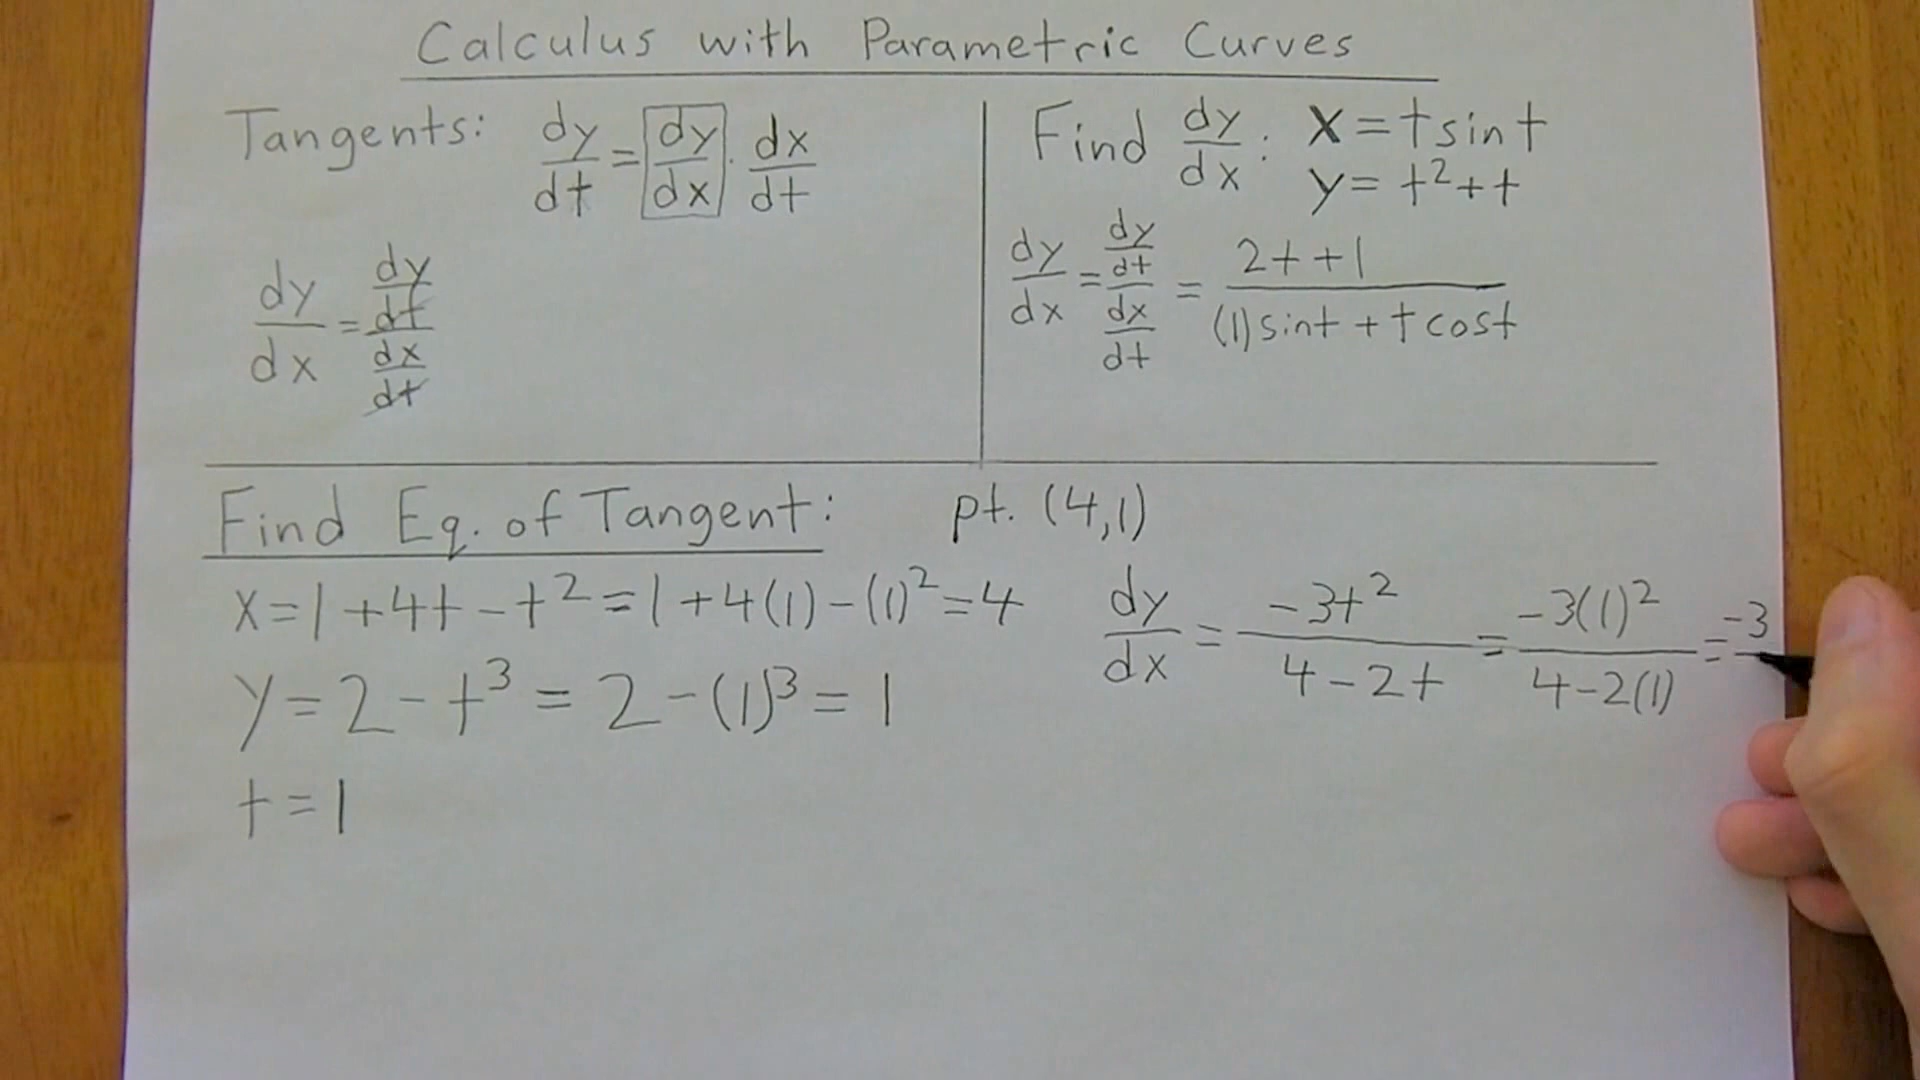 Calculus with Parametric Curves
Tangents: dy/dt = dy/dx · dx/dt
dy/dx = (dy/dt)/(dx/dt)
Find dy/dx: x = t sin t
y = t² + t
dy/dx = (dy/dt)/(dx/dt) = (2t + 1)/((1) sin t + t cos t)
Find Eq. of Tangent: pt. (4,1)
x = 1 + 4t - t² = 1 + 4(1) - (1)² = 4
y = 2 - t³ = 2 - (1)³ = 1
t = 1
dy/dx = -3t²/(4 - 2t) = -3(1)²/(4 - 2(1)) = -3/